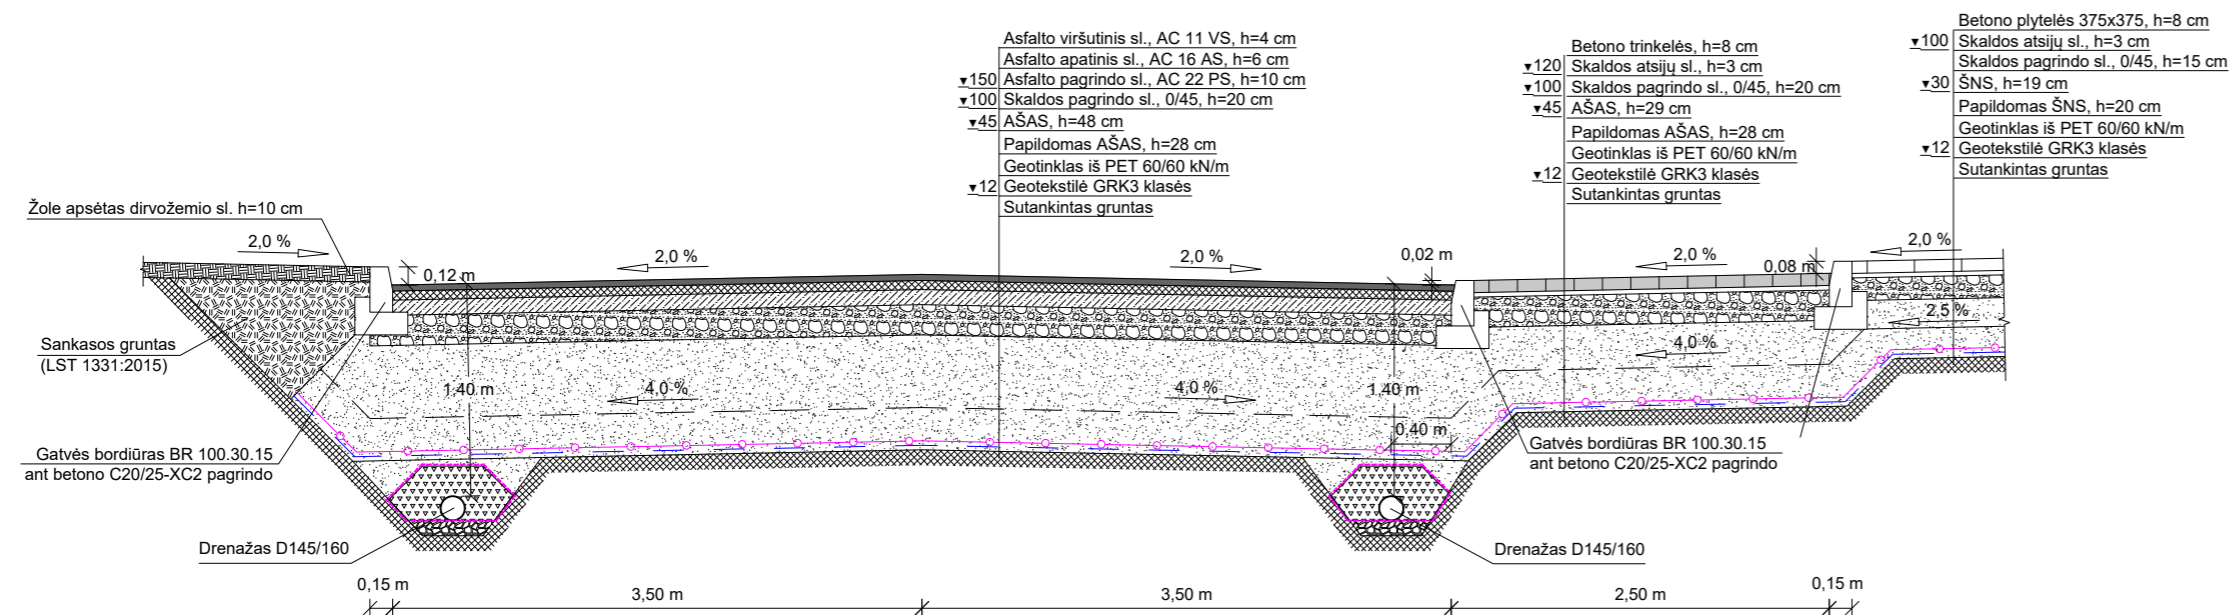 Asfalto viršutinis sl., AC 11 VS, h=4 cm
Asfalto apatinis sl., AC 16 AS, h=6 cm
▼150 Asfalto pagrindo sl., AC 22 PS, h=10 cm
▼100 Skaldos pagrindo sl., 0/45, h=20 cm
▼45 AŠAS, h=48 cm
Papildomas AŠAS, h=28 cm
Geotinklas iš PET 60/60 kN/m
▼12 Geotekstilė GRK3 klasės
Sutankintas gruntas
Betono trinkelės, h=8 cm
▼120 Skaldos atsijų sl., h=3 cm
▼100 Skaldos pagrindo sl., 0/45, h=20 cm
▼45 AŠAS, h=29 cm
Papildomas AŠAS, h=28 cm
Geotinklas iš PET 60/60 kN/m
▼12 Geotekstilė GRK3 klasės
Sutankintas gruntas
Betono plytelės 375x375, h=8 cm
▼100 Skaldos atsijų sl., h=3 cm
Skaldos pagrindo sl., 0/45, h=15 cm
▼30 ŠNS, h=19 cm
Papildomas ŠNS, h=20 cm
Geotinklas iš PET 60/60 kN/m
▼12 Geotekstilė GRK3 klasės
Sutankintas gruntas
Žole apsėtas dirvožemio sl. h=10 cm
2,0 %
0,12 m
2,0 %
2,0 %
0,02 m
2,0 %
0,08 m
2,0 %
Sankasos gruntas
(LST 1331:2015)
2,5 %
4,0 %
1,40 m
4,0 %
4,0 %
1,40 m
0,40 m
Gatvės bordiūras BR 100.30.15
ant betono C20/25-XC2 pagrindo
Gatvės bordiūras BR 100.30.15
ant betono C20/25-XC2 pagrindo
Drenažas D145/160
Drenažas D145/160
0,15 m
3,50 m
3,50 m
2,50 m
0,15 m